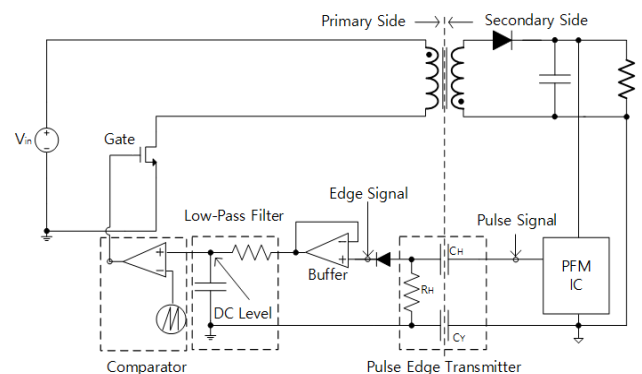 Primary Side
Secondary Side
Vin
Gate
Edge Signal
Low-Pass Filter
Pulse Signal
Buffer
CH
PFM
IC
RH
DC Level
CY
Comparator
Pulse Edge Transmitter